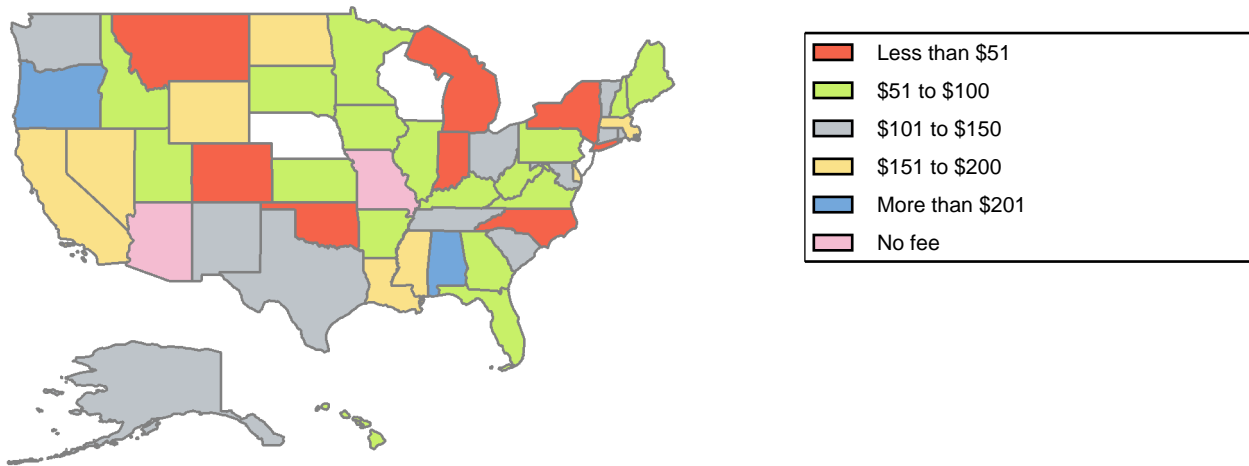 Less than $51
$51 to $100
$101 to $150
$151 to $200
More than $201
No fee